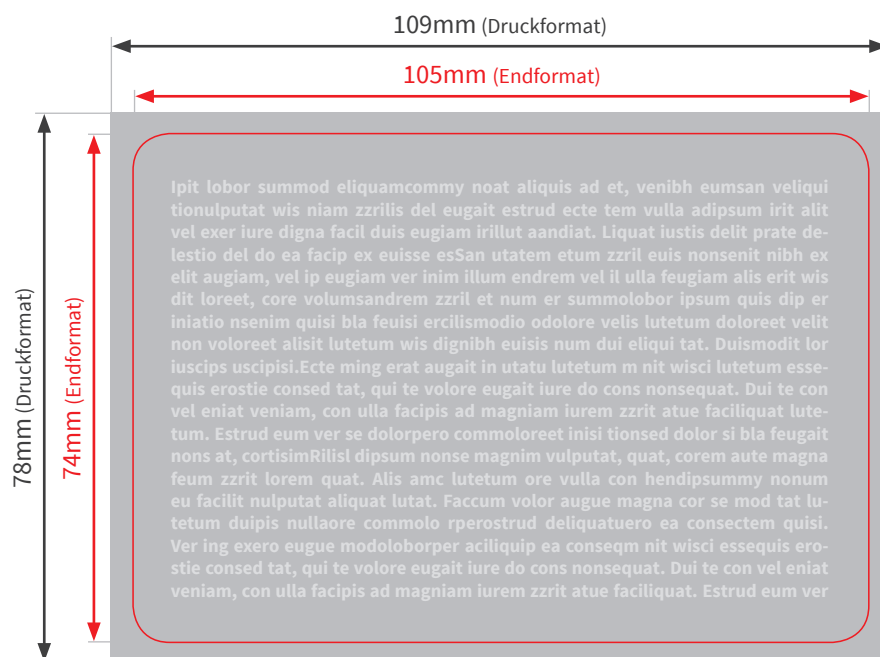 109mm (Druckformat)
105mm (Endformat)
78mm (Druckformat)
74mm (Endformat)
Ipit lobor summod eliquamcommy noat aliquis ad et, venibh eumsan veliqui
tionulputat wis niam zzrilis del eugait estrud ecte tem vulla adipsum irit alit
vel exer iure digna facil duis eugiam irillut aandiat. Liquat iustis delit prate de-
lestio del do ea facip ex euisse esSan utatem etum zzril euis nonsenit nibh ex
elit augiam, vel ip eugiam ver inim illum endrem vel il ulla feugiam alis erit wis
dit loreet, core volumsandrem zzril et num er summolobor ipsum quis dip er
iniatio nsenim quisi bla feuisi ercilismodo odolore velis lutetum doloreet velit
non voloreet alisit lutetum wis dignibh euisis num dui eliqui tat. Duismodit lor
iuscips uscipisi.Ecte ming erat augait in utatu lutetum m nit wisci lutetum esse-
quis erostie consed tat, qui te volore eugait iure do cons nonsequat. Dui te con
vel eniat veniam, con ulla facipis ad magniam iurem zzrit atue faciliquat lute-
tum. Estrud eum ver se dolorpero commoloreet inisi tionsed dolor si bla feugait
nons at, cortisimRilisl dipsum nonse magnim vulputat, quat, corem aute magna
feum zzrit lorem quat. Alis amc lutetum ore vulla con hendipsummy nonum
eu facilit nulputat aliquat lutat. Faccum volor augue magna cor se mod tat lu-
tetum duipis nullaore commolo rperostrud deliquatuero ea consectem quisi.
Ver ing exero eugue modoloborper aciliquip ea conseqm nit wisci essequis ero-
stie consed tat, qui te volore eugait iure do cons nonsequat. Dui te con vel eniat
veniam, con ulla facipis ad magniam iurem zzrit atue faciliquat. Estrud eum ver